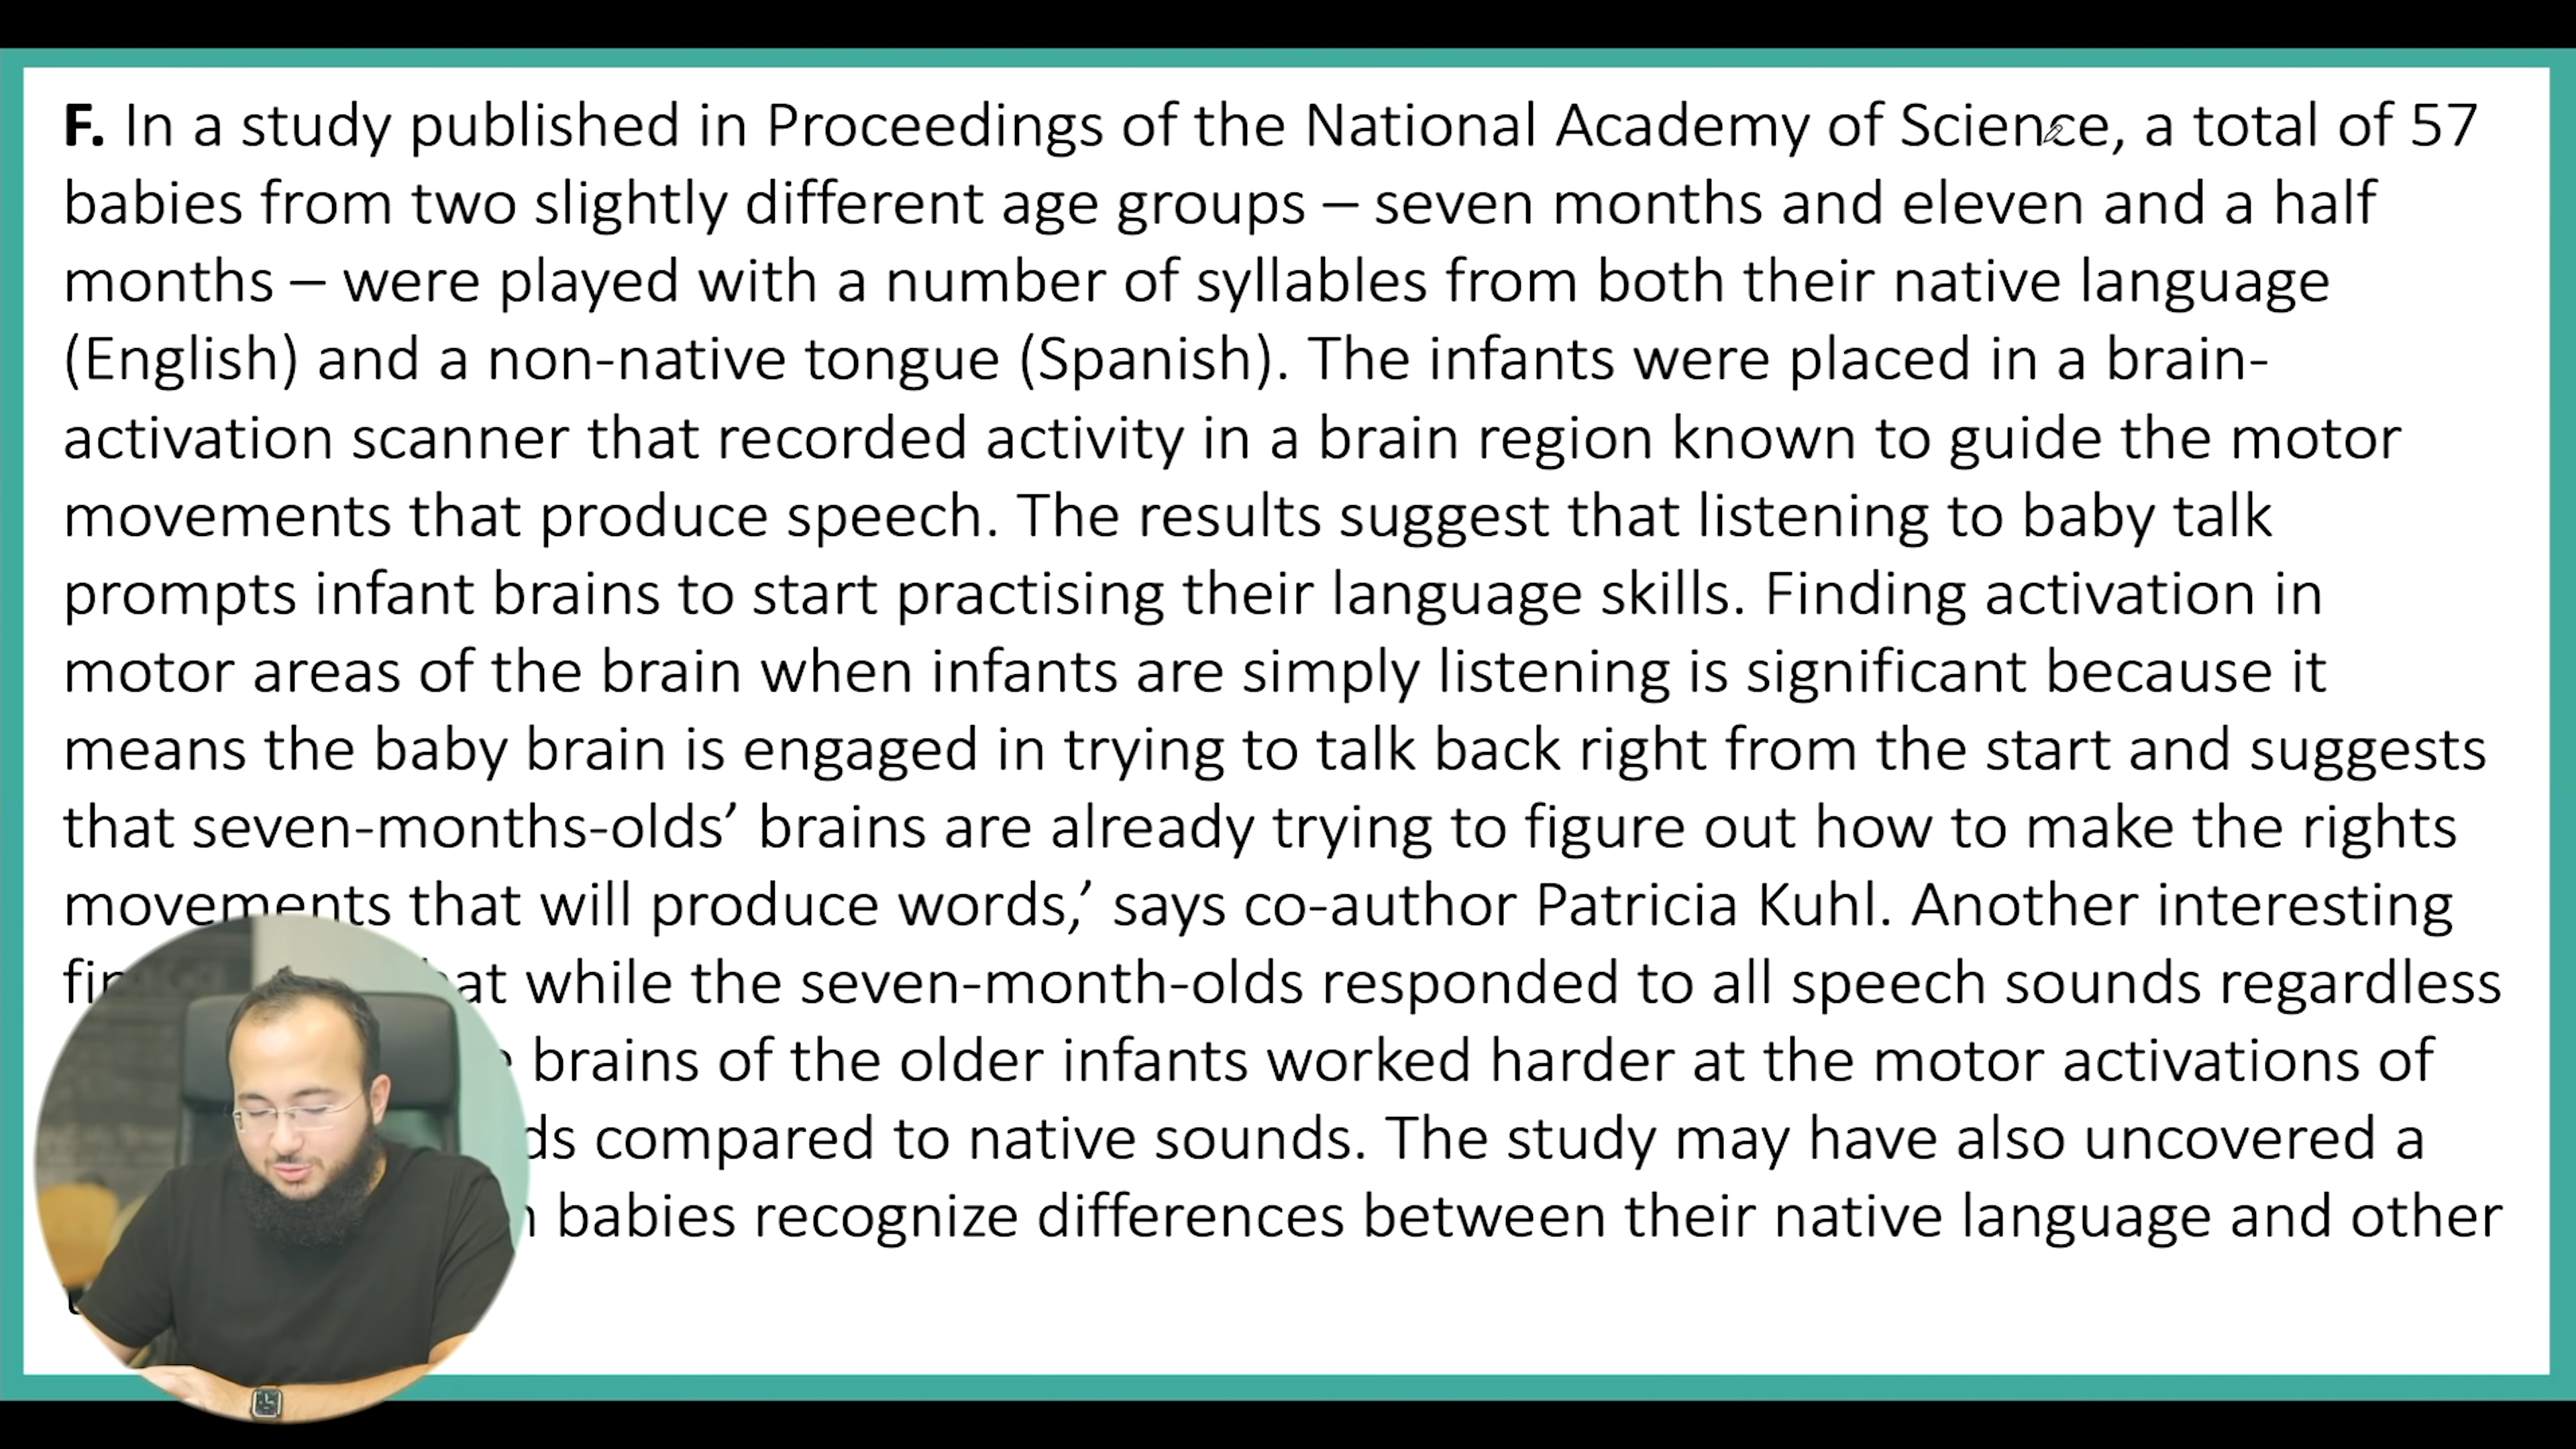 F. In a study published in Proceedings of the National Academy of Science, a total of 57
babies from two slightly different age groups – seven months and eleven and a half
months – were played with a number of syllables from both their native language
(English) and a non-native tongue (Spanish). The infants were placed in a brain-
activation scanner that recorded activity in a brain region known to guide the motor
movements that produce speech. The results suggest that listening to baby talk
prompts infant brains to start practising their language skills. Finding activation in
motor areas of the brain when infants are simply listening is significant because it
means the baby brain is engaged in trying to talk back right from the start and suggests
that seven-months-olds’ brains are already trying to figure out how to make the rights
movements that will produce words,’ says co-author Patricia Kuhl. Another interesting
while the seven-month-olds responded to all speech sounds regardless
brains of the older infants worked harder at the motor activations of
compared to native sounds. The study may have also uncovered a
babies recognize differences between their native language and other